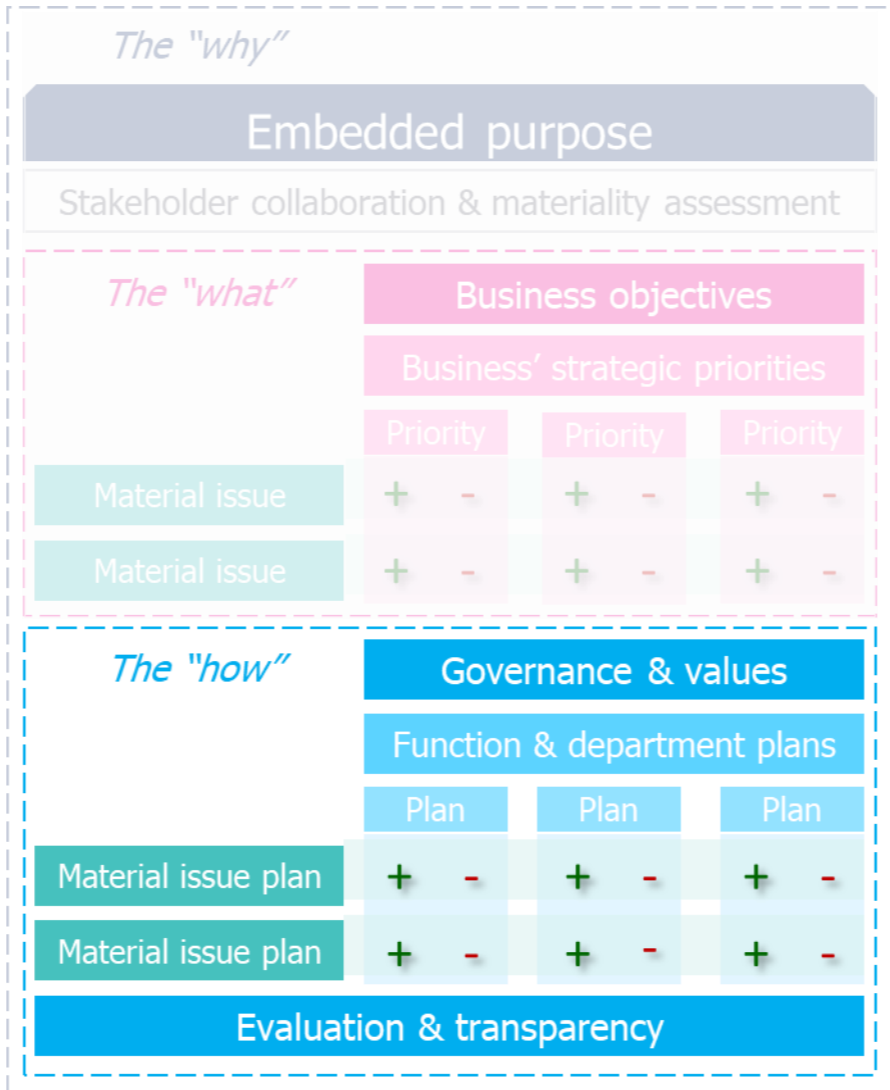 The “why”
Embedded purpose
Stakeholder collaboration & materiality assessment
The “what”
Business objectives
Business’ strategic priorities
Priority Priority Priority
Material issue + - + - + -
Material issue + - + - + -
The “how”
Governance & values
Function & department plans
Plan Plan Plan
Material issue plan + - + - + -
Material issue plan + - + - + -
Evaluation & transparency